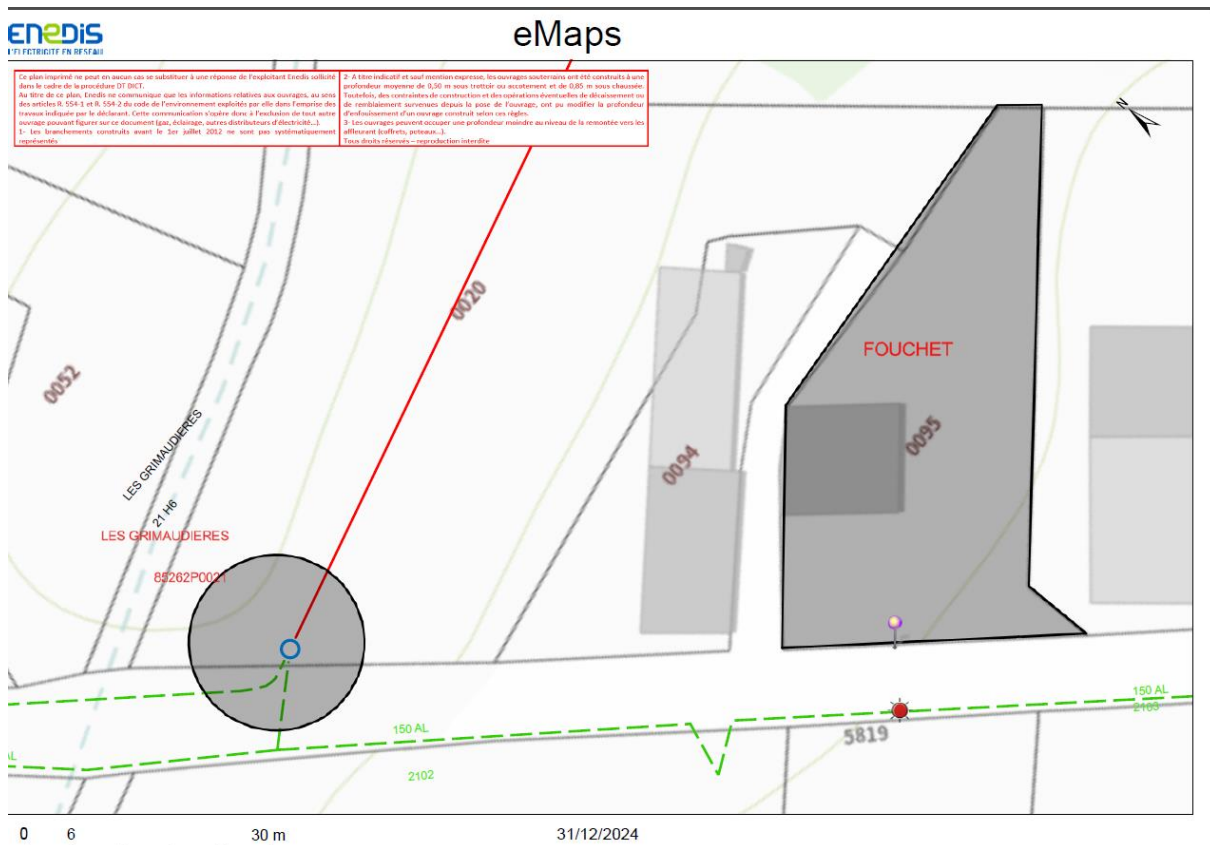 ENEDIS
L'ELECTRICITE EN RESEAU
eMaps
Ce plan imprimé ne peut en aucun cas se substituer à une réponse de l'exploitant Enedis sollicité
dans le cadre de la procédure DT DICT.
Au titre de ce plan, Enedis ne communique que les informations relatives aux ouvrages, au sens
des articles R. 554-1 et R. 554-2 du code de l'environnement exploités par elle dans l'emprise des
travaux indiquée par le déclarant. Cette communication s'opère donc à l'exclusion de tout autre
ouvrage pouvant figurer sur ce document (gaz, éclairage, autres distributeurs d'électricité…).
1- Les branchements construits avant le 1er juillet 2012 ne sont pas systématiquement
représentés
2- A titre indicatif et sauf mention expresse, les ouvrages souterrains ont été construits à une
profondeur moyenne de 0,50 m sous trottoir ou accotement et de 0,85 m sous chaussée.
Toutefois, des contraintes de construction et des opérations éventuelles de décaissement ou
de remblaiement survenues depuis la pose de l'ouvrage, ont pu modifier la profondeur
d'enfouissement d'un ouvrage construit selon ces règles.
3- Les ouvrages peuvent occuper une profondeur moindre au niveau de la remontée vers les
affleurant (coffrets, poteaux…).
Tous droits réservés – reproduction interdite
N
0020
FOUCHET
0052
0095
0094
LES GRIMAUDIERES
21 H6
LES GRIMAUDIERES
85262P0021
150 AL
2103
150 AL
5819
AL
2102
0 6 30 m 31/12/2024